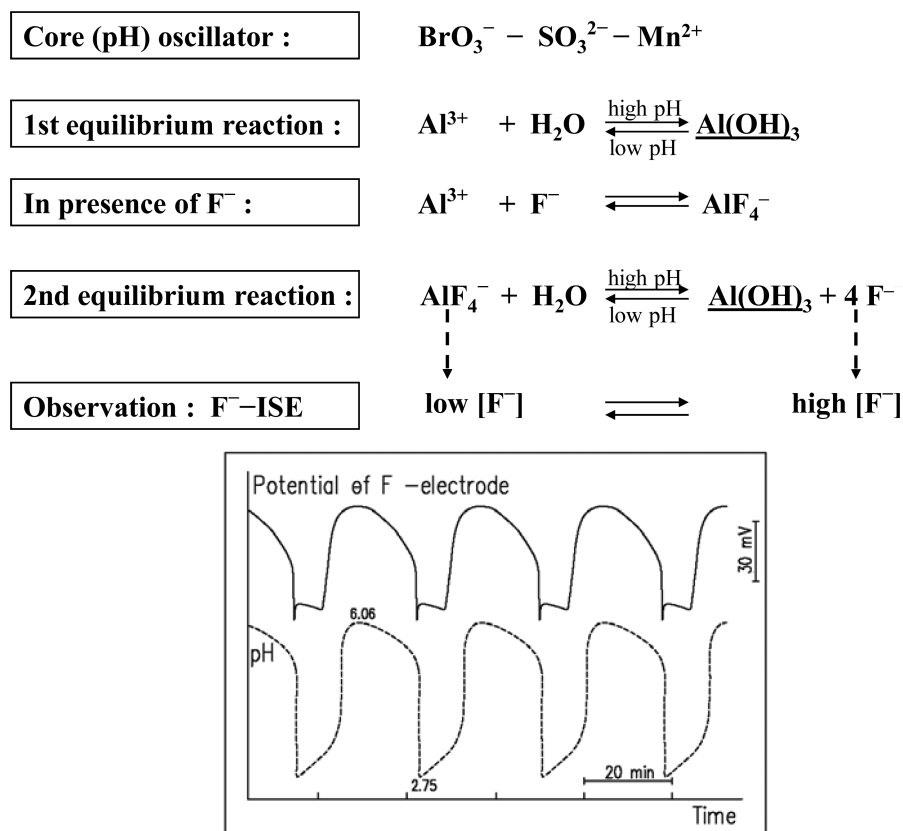 Core (pH) oscillator : BrO₃⁻ − SO₃²⁻ − Mn²⁺
1st equilibrium reaction : Al³⁺ + H₂O high pH low pH Al(OH)₃
In presence of F⁻ : Al³⁺ + F⁻ AlF₄⁻
2nd equilibrium reaction : AlF₄⁻ + H₂O high pH low pH Al(OH)₃ + 4 F⁻
Observation : F⁻−ISE low [F⁻] high [F⁻]
Potential of F -electrode
30 mV
6.06
pH
20 min
2.75
Time